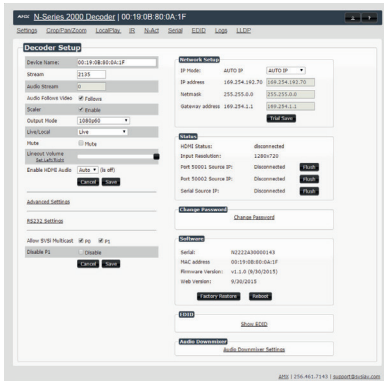 AMX N-Series 2000 Decoder | 00:19:0B:80:0A:1F
Settings Crop/Pan/Zoom LocalPlay IR N-Act Serial EDID Logs LLDP
Decoder Setup
Device Name: 00:19:0B:80:0A:1F
Stream 2135
Audio Stream 0
Audio Follows Video Follows
Scaler Enable
Output Mode 1080p60
Live/Local Live
Mute Mute
Lineout Volume
Set Left/Right
Enable HDMI Audio Auto (is off)
Cancel Save
Advanced Settings
RS232 Settings
Allow SVSI Multicast P0 P1
Disable P1 Disable
Cancel Save
Network Setup
IP Mode: AUTO IP AUTO IP
IP address 169.254.192.70 169.254.192.70
Netmask 255.255.0.0 255.255.0.0
Gateway address 169.254.1.1 169.254.1.1
Trial Save
Status
HDMI Status: disconnected
Input Resolution: 1280x720
Port 50001 Source IP: Disconnected Flush
Port 50002 Source IP: Disconnected Flush
Serial Source IP: Disconnected Flush
Change Password
Change Password
Software
Serial: N2222A30000143
MAC address 00:19:0B:80:0A:1F
Firmware Version: v1.1.0 (9/30/2015)
Web Version: 9/30/2015
Factory Restore Reboot
EDID
Show EDID
Audio Downmixer
Audio Downmixer Settings
AMX | 256.461.7143 | support@svsiav.com